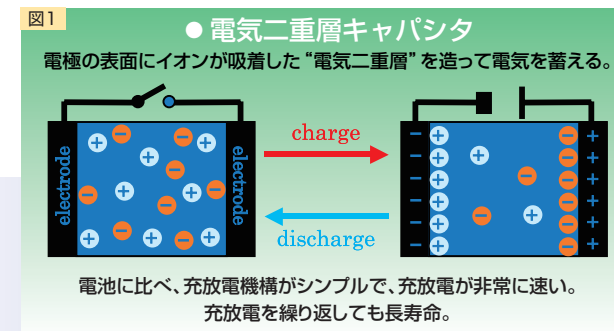 図1
● 電気二重層キャパシタ
電極の表面にイオンが吸着した“電気二重層”を造って電気を蓄える。
electrode
electrode
charge
discharge
電池に比べ、充放電機構がシンプルで、充放電が非常に速い。
充放電を繰り返しても長寿命。